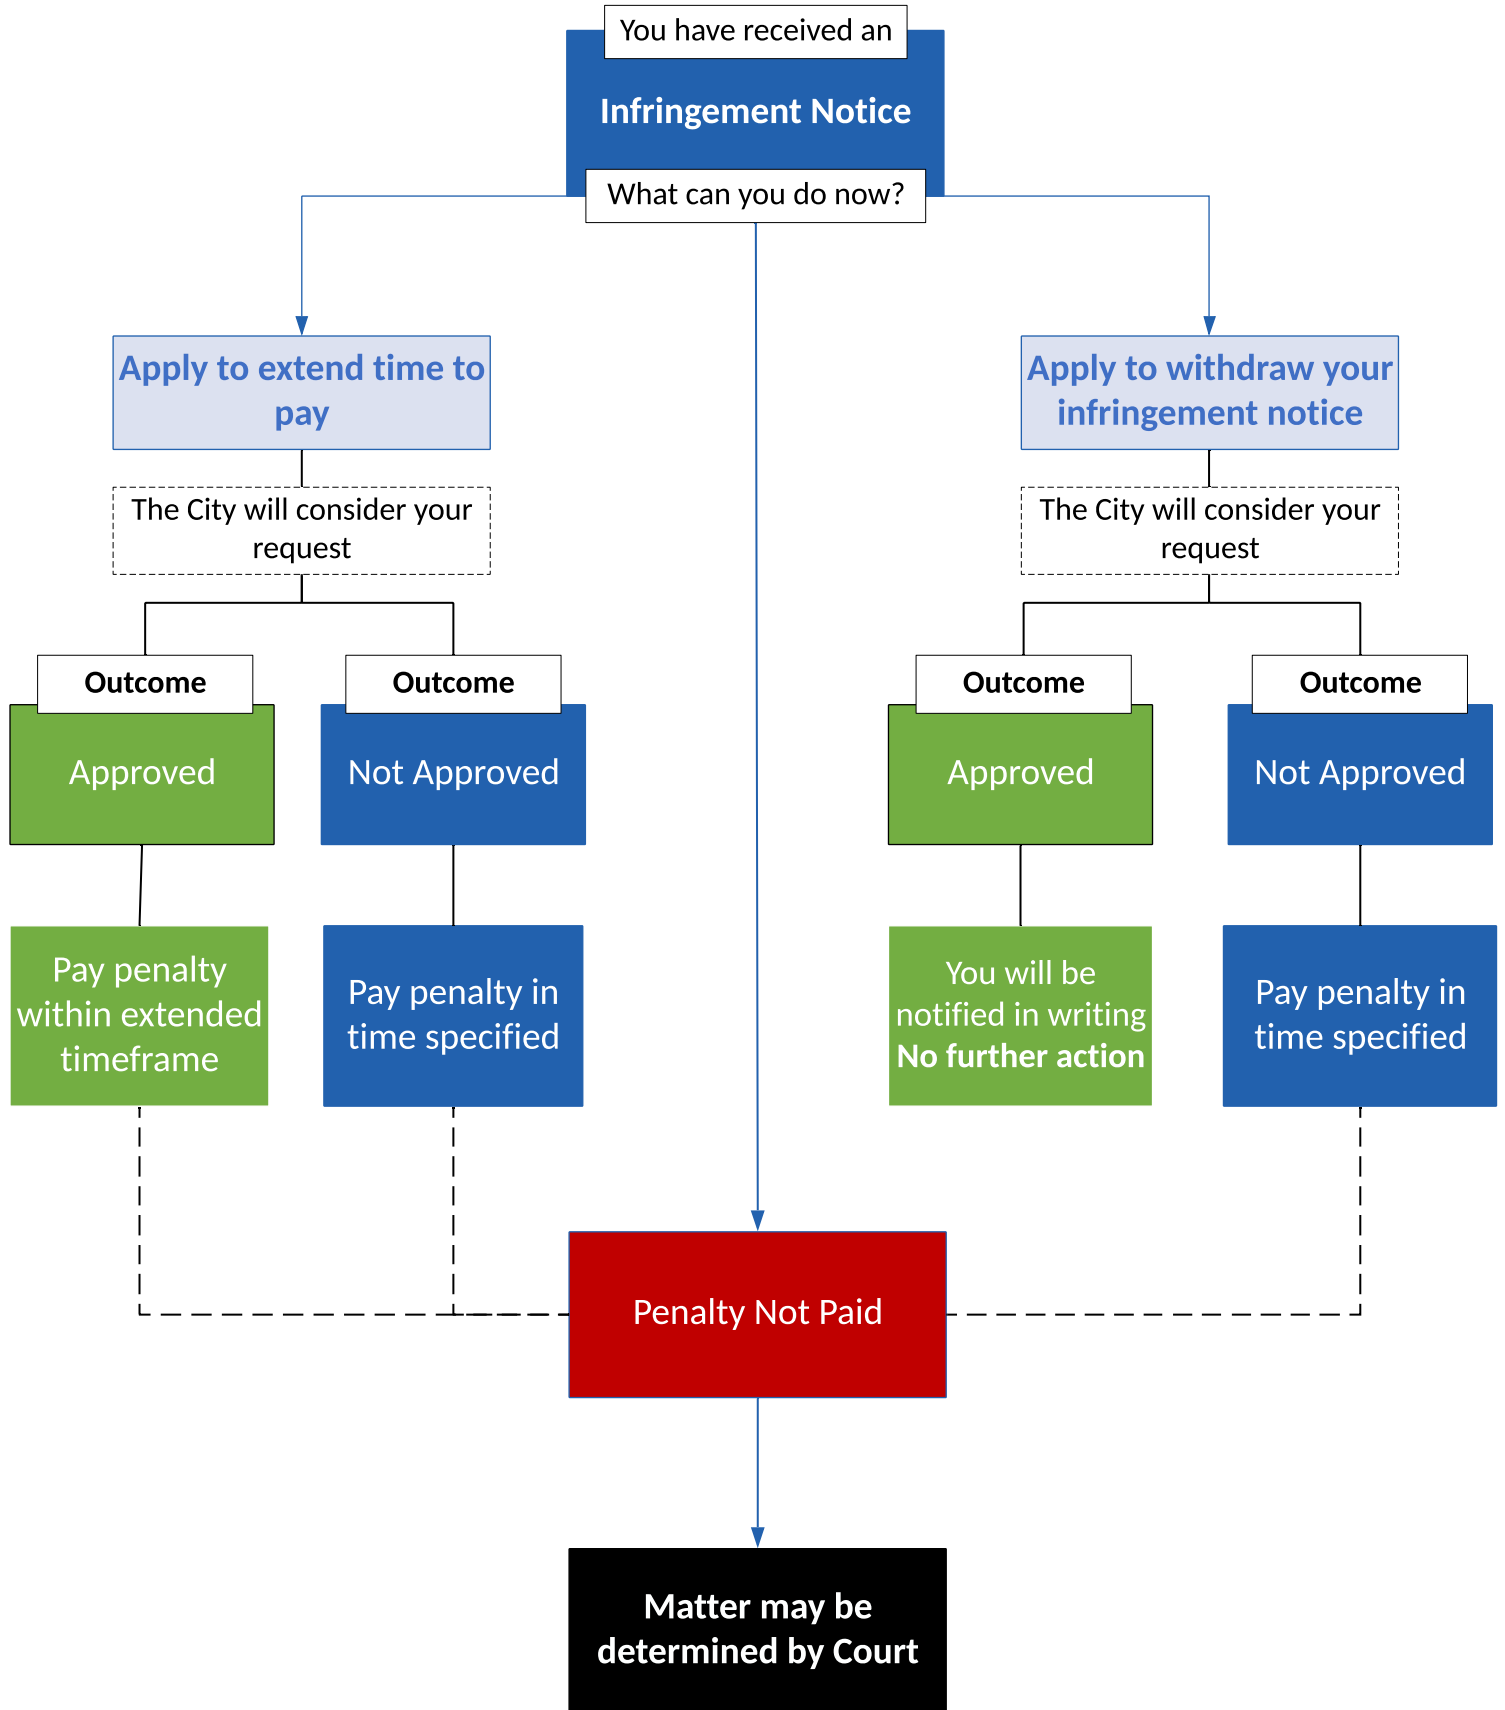 You have received an
Infringement Notice
What can you do now?
Apply to extend time to
pay
Apply to withdraw your
infringement notice
The City will consider your
request
The City will consider your
request
Outcome
Outcome
Outcome
Outcome
Approved
Not Approved
Approved
Not Approved
Pay penalty
within extended
timeframe
Pay penalty in
time specified
You will be
notified in writing
No further action
Pay penalty in
time specified
Penalty Not Paid
Matter may be
determined by Court